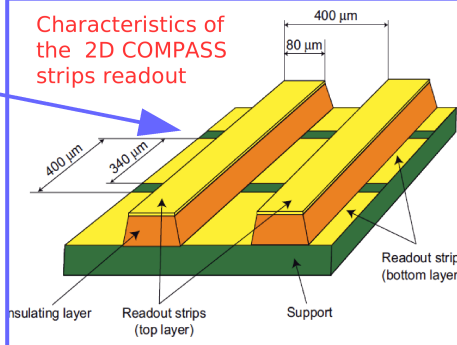 Characteristics of
the 2D COMPASS
strips readout
400 µm
80 µm
400 µm
340 µm
Readout strip
(bottom layer
nsulating layer
Readout strips
(top layer)
Support